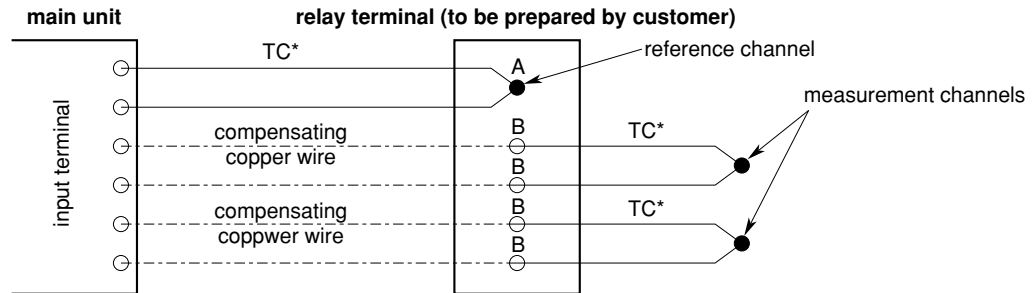 main unit
relay terminal (to be prepared by customer)
TC*
A
reference channel
measurement channels
input terminal
compensating
copper wire
B
TC*
B
compensating
coppwer wire
B
TC*
B